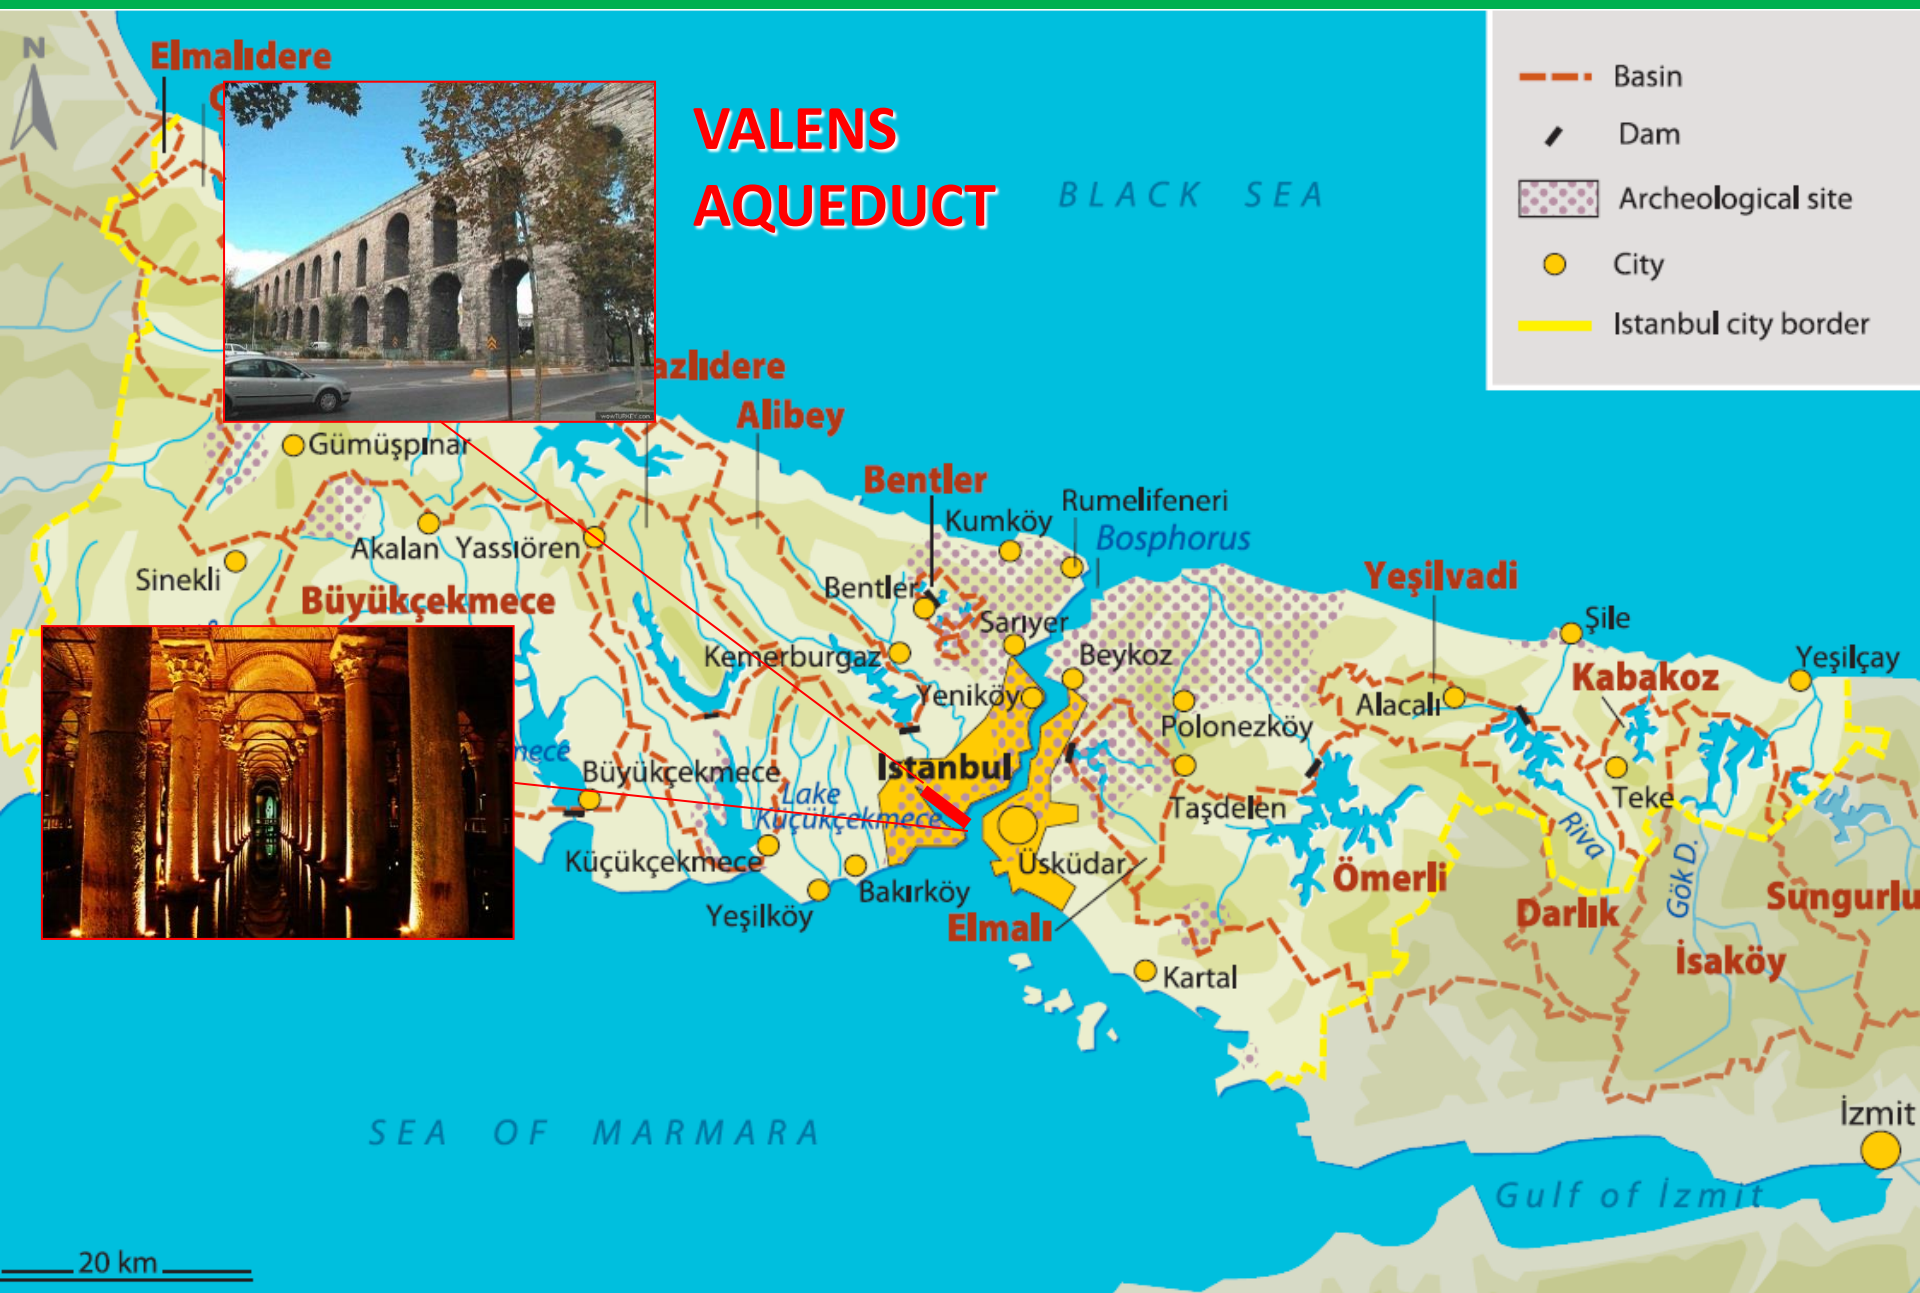 N
Elmalıdere
VALENS
AQUEDUCT
BLACK SEA
Basin
Dam
Archeological site
City
Istanbul city border
wowTURKEY.com
azlıdere
Alibey
Gümüşpınar
Bentler
Rumelifeneri
Kumköy
Bosphorus
Akalan
Yassıören
Sinekli
Büyükçekmece
Bentler
Sarıyer
Yeşilvadi
Şile
Kemerburgaz
Beykoz
Kabakoz
Yeşilçay
Yeniköy
Alacalı
Polonezköy
Istanbul
mece
Büyükçekmece
Lake
Küçükçekmece
Taşdelen
Teke
Riva
Küçükçekmece
Üsküdar
Ömerli
Gök D.
Bakırköy
Yeşilköy
Elmalı
Darlık
Sungurlu
İsaköy
Kartal
SEA OF MARMARA
İzmit
Gulf of İzmit
20 km